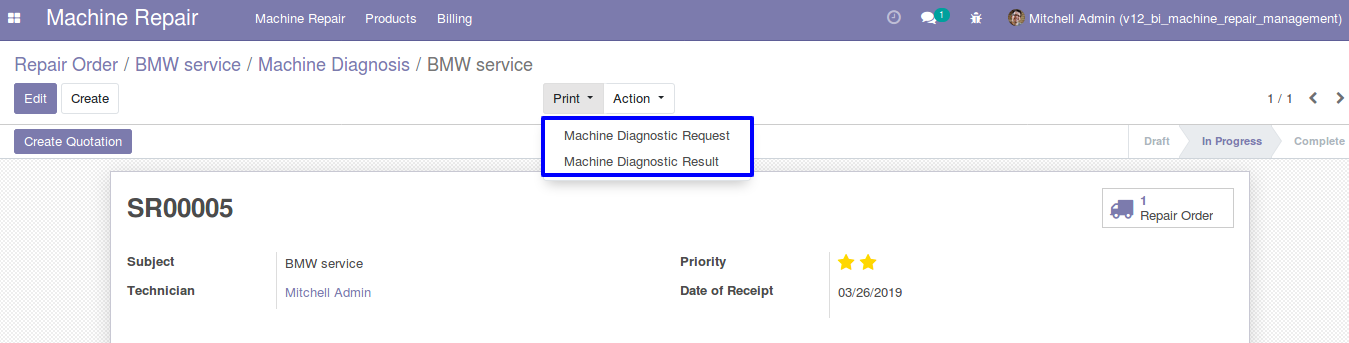 Machine Repair Machine Repair Products Billing 1 Mitchell Admin (v12_bi_machine_repair_management)
Repair Order / BMW service / Machine Diagnosis / BMW service
Edit Create Print Action 1 / 1
Create Quotation Machine Diagnostic Request Draft In Progress Complete
Machine Diagnostic Result
SR00005 1
Repair Order
Subject BMW service Priority
Technician Mitchell Admin Date of Receipt 03/26/2019